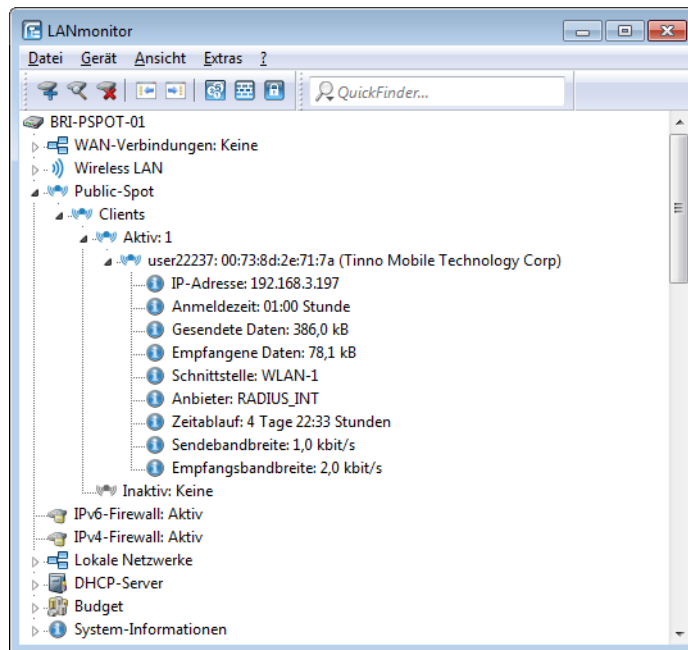 LANmonitor
Datei Gerät Ansicht Extras ?
QuickFinder...
BRI-PSPOT-01
WAN-Verbindungen: Keine
Wireless LAN
Public-Spot
Clients
Aktiv: 1
user22237: 00:73:8d:2e:71:7a (Tinno Mobile Technology Corp)
IP-Adresse: 192.168.3.197
Anmeldezeit: 01:00 Stunde
Gesendete Daten: 386,0 kB
Empfangene Daten: 78,1 kB
Schnittstelle: WLAN-1
Anbieter: RADIUS_INT
Zeitablauf: 4 Tage 22:33 Stunden
Sendebandbreite: 1,0 kbit/s
Empfangsbandbreite: 2,0 kbit/s
Inaktiv: Keine
IPv6-Firewall: Aktiv
IPv4-Firewall: Aktiv
Lokale Netzwerke
DHCP-Server
Budget
System-Informationen